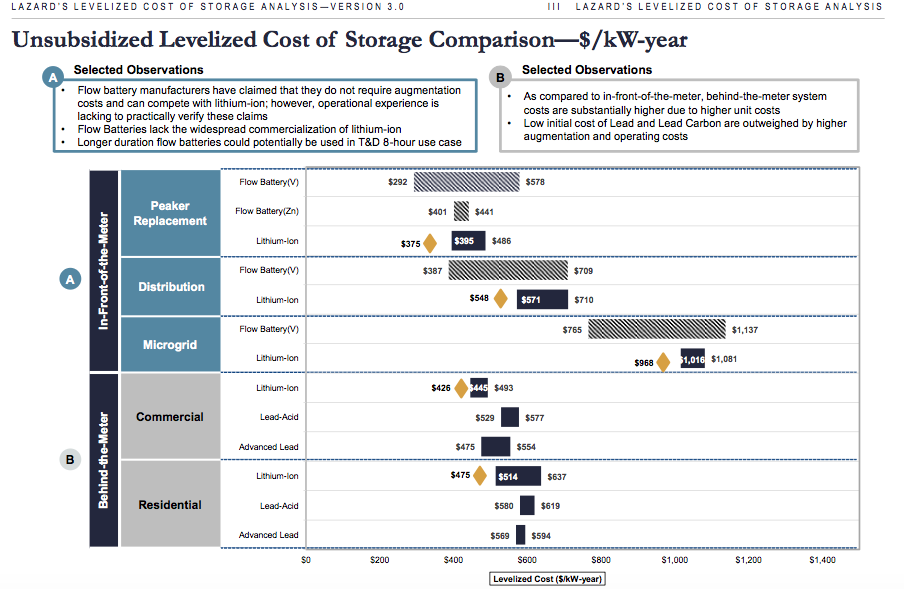 LAZARD'S LEVELIZED COST OF STORAGE ANALYSIS—VERSION 3.0
III LAZARD'S LEVELIZED COST OF STORAGE ANALYSIS
Unsubsidized Levelized Cost of Storage Comparison—$/kW-year
A
Selected Observations
• Flow battery manufacturers have claimed that they do not require augmentation
costs and can compete with lithium-ion; however, operational experience is
lacking to practically verify these claims
• Flow Batteries lack the widespread commercialization of lithium-ion
• Longer duration flow batteries could potentially be used in T&D 8-hour use case
B
Selected Observations
• As compared to in-front-of-the-meter, behind-the-meter system
costs are substantially higher due to higher unit costs
• Low initial cost of Lead and Lead Carbon are outweighed by higher
augmentation and operating costs
A
In-Front-of-the-Meter
Peaker
Replacement
Flow Battery(V) $292 $578
Flow Battery(Zn) $401 $441
Lithium-Ion $375 $395 $486
Distribution
Flow Battery(V) $387 $709
Lithium-Ion $548 $571 $710
Microgrid
Flow Battery(V) $765 $1,137
Lithium-Ion $968 $1,016 $1,081
B
Behind-the-Meter
Commercial
Lithium-Ion $426 $445 $493
Lead-Acid $529 $577
Advanced Lead $475 $554
Residential
Lithium-Ion $475 $514 $637
Lead-Acid $580 $619
Advanced Lead $569 $594
$0 $200 $400 $600 $800 $1,000 $1,200 $1,400
Levelized Cost ($/kW-year)